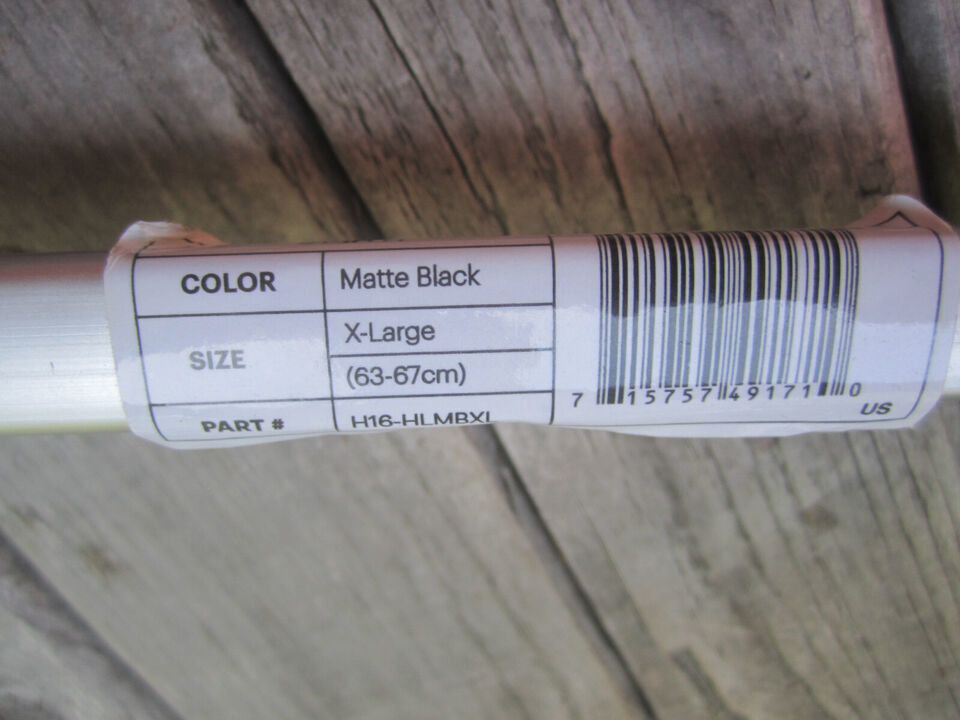 COLOR Matte Black
SIZE X-Large
(63-67cm)
PART # H16-HLMBXL
7 15757 49171 0
US